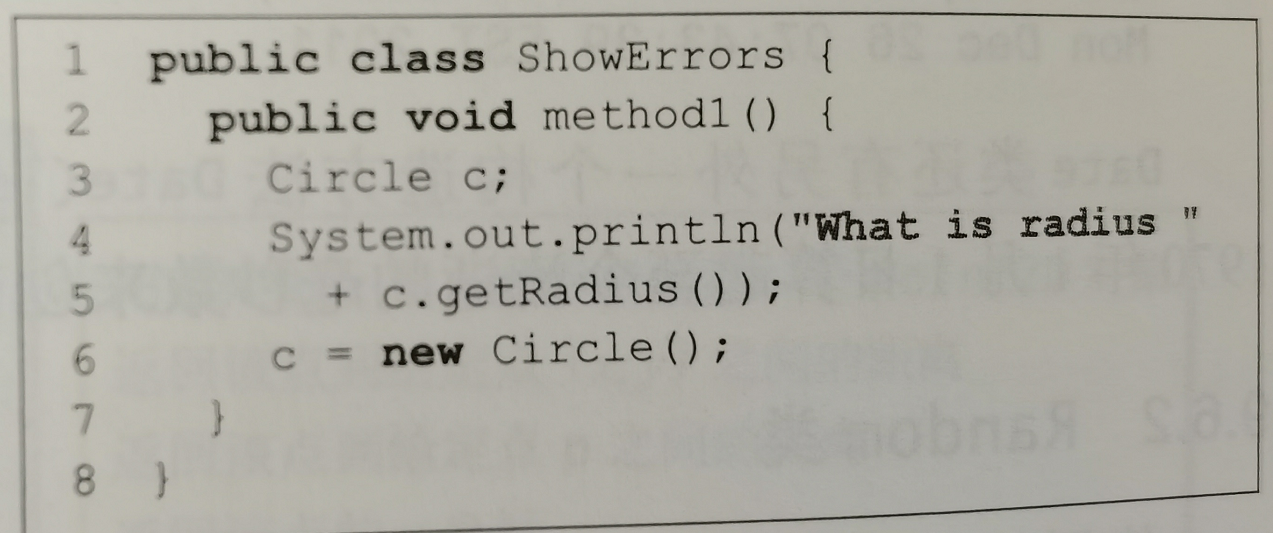 1 public class ShowErrors {
2 public void method1() {
3 Circle c;
4 System.out.println("What is radius "
5 + c.getRadius());
6 c = new Circle();
7 }
8 }